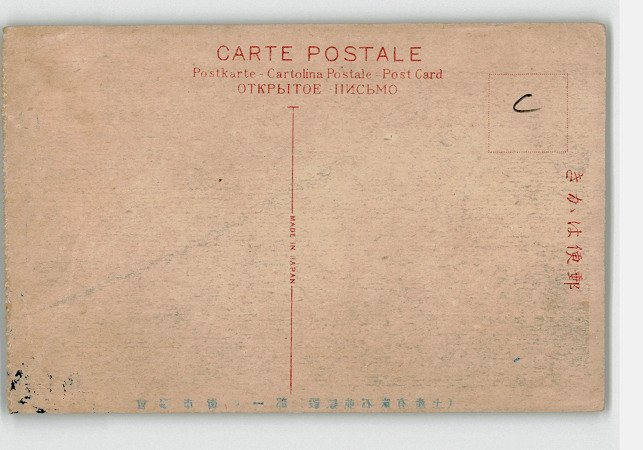 CARTE POSTALE
Postkarte - Cartolina Postale - Post Card
ОТКРЫТОЕ ПИСЬМО
C
MADE IN JAPAN
きかは便郵